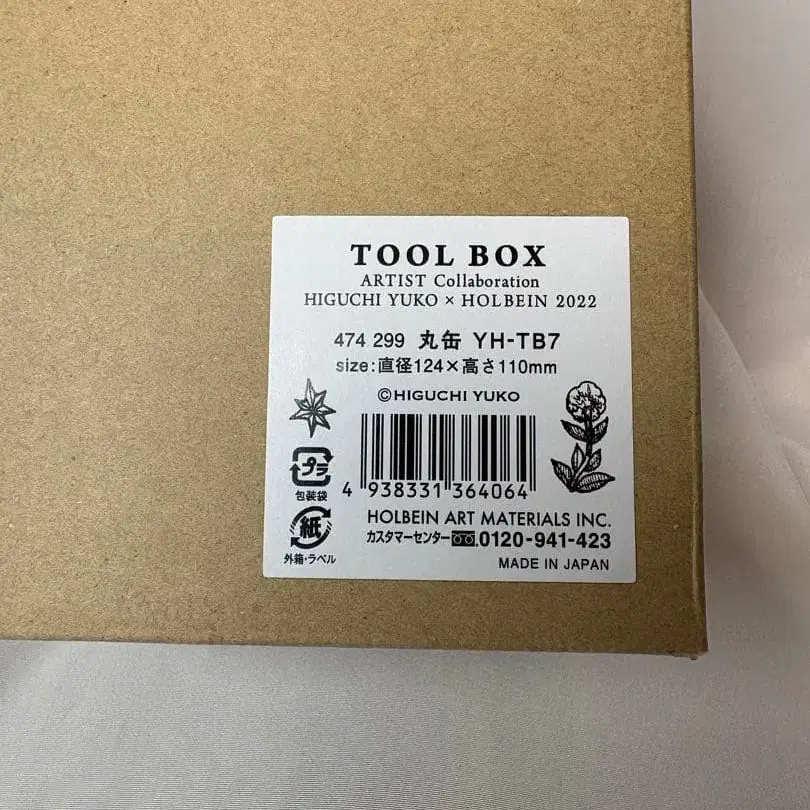 TOOL BOX
ARTIST Collaboration
HIGUCHI YUKO × HOLBEIN 2022
474 299 丸缶 YH-TB7
size:直径124×高さ110mm
©HIGUCHI YUKO
プラ
包装袋
紙
外箱・ラベル
4 938331 364064
HOLBEIN ART MATERIALS INC.
カスタマーセンター 0120-941-423
MADE IN JAPAN